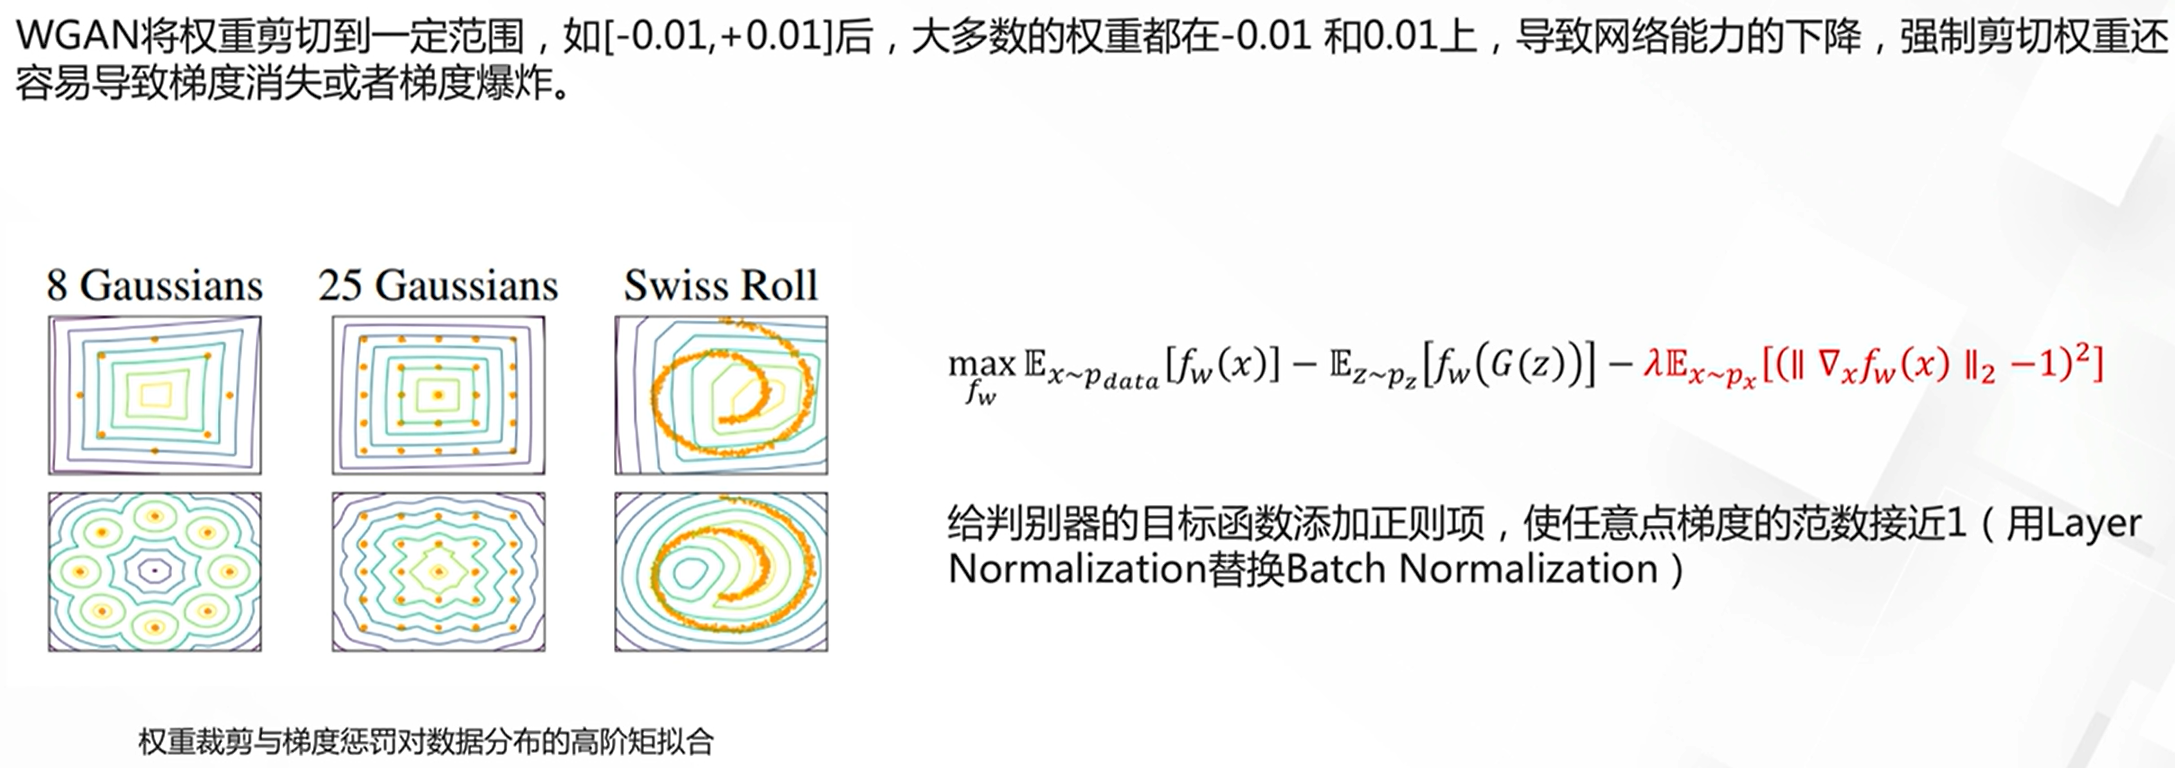 WGAN将权重剪切到一定范围，如[-0.01,+0.01]后，大多数的权重都在-0.01 和0.01上，导致网络能力的下降，强制剪切权重还
容易导致梯度消失或者梯度爆炸。
8 Gaussians 25 Gaussians Swiss Roll
max_{f_w} 𝔼_{x~p_{data}}[f_w(x)] − 𝔼_{z~p_z}[f_w(G(z))] − λ𝔼_{x~p_x}[(‖ ∇_x f_w(x) ‖_2 −1)^2]
给判别器的目标函数添加正则项，使任意点梯度的范数接近1（用Layer
Normalization替换Batch Normalization）
权重裁剪与梯度惩罚对数据分布的高阶矩拟合